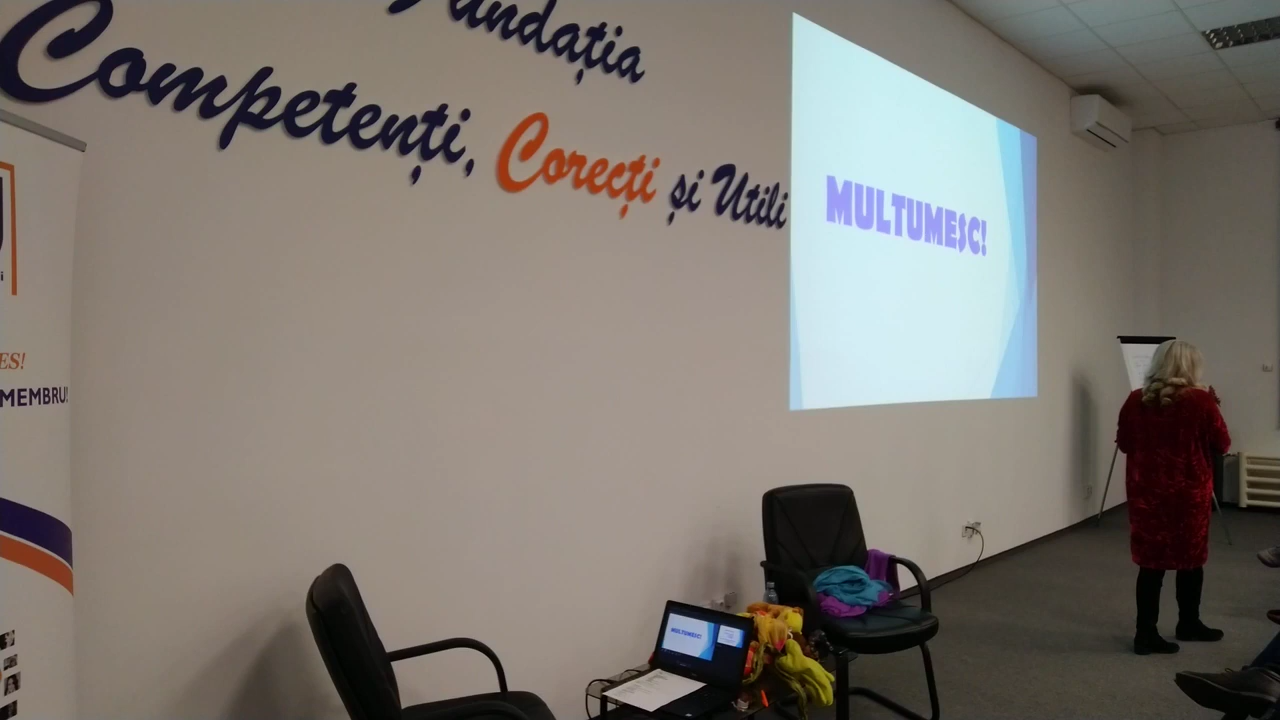 Fundația
Competenți, Corecți și Utili
MULTUMESC!
ES!
MEMBRU!
MULTUMESC!